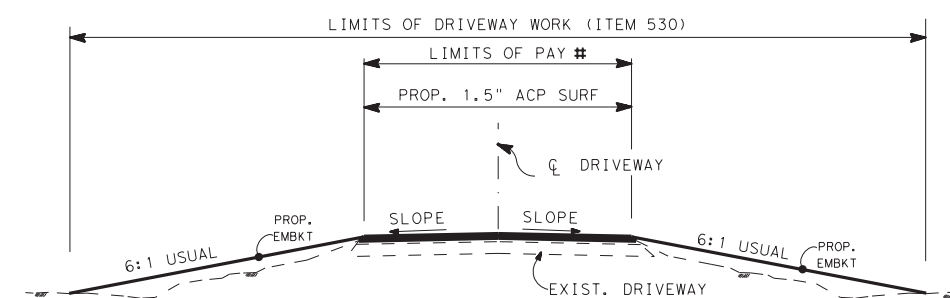 LIMITS OF DRIVEWAY WORK (ITEM 530)
LIMITS OF PAY #
PROP. 1.5" ACP SURF
℄ DRIVEWAY
SLOPE
SLOPE
PROP.
EMBKT
6:1 USUAL
6:1 USUAL
PROP.
EMBKT
EXIST. DRIVEWAY